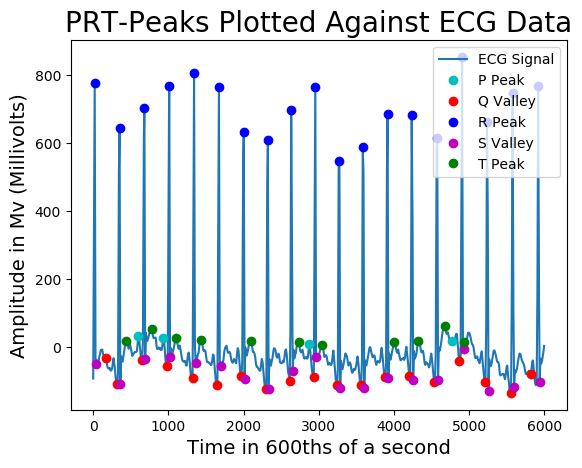 PRT-Peaks Plotted Against ECG Data
Amplitude in Mv (Millivolts)
800
600
400
200
0
ECG Signal
P Peak
Q Valley
R Peak
S Valley
T Peak
0 1000 2000 3000 4000 5000 6000
Time in 600ths of a second